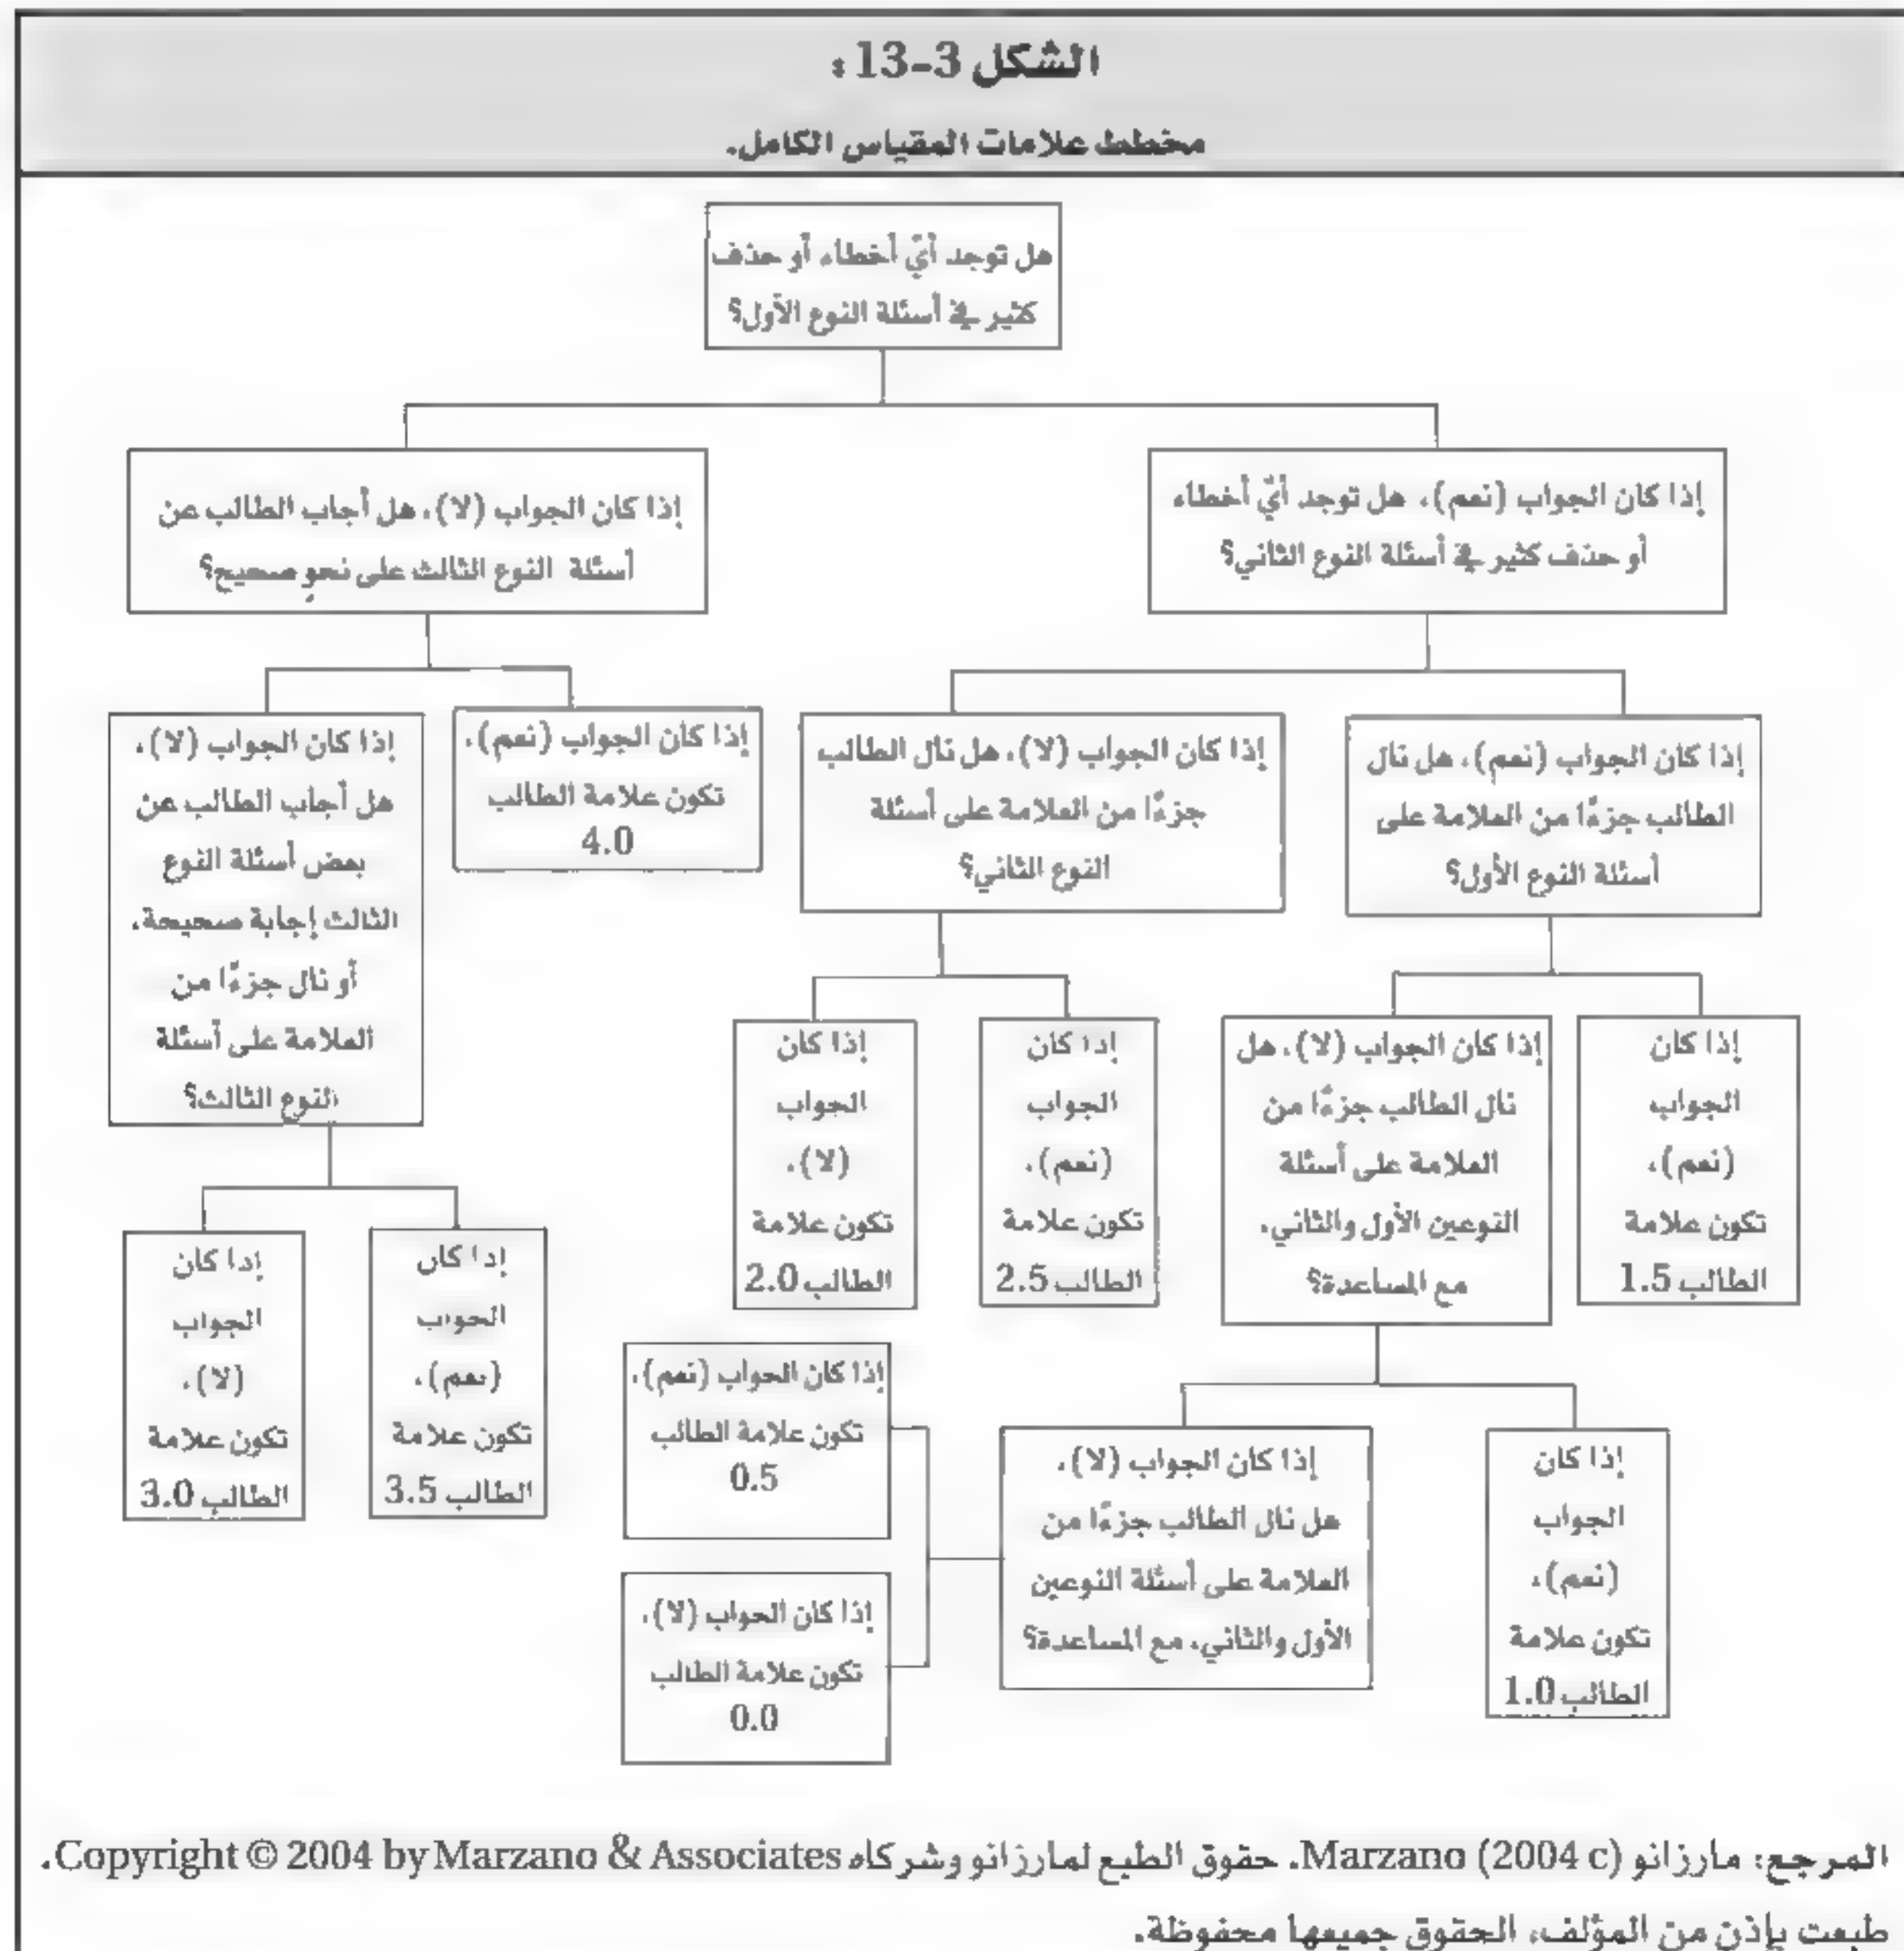 الشكل 3-13:
مخطط علامات المقياس الكامل.
هل توجد أيّ أخطاء أو حذف
كثير في أسئلة النوع الأول؟
إذا كان الجواب (نعم)، هل توجد أيّ أخطاء
أو حذف كثير في أسئلة النوع الثاني؟
إذا كان الجواب (لا)، هل أجاب الطالب عن
أسئلة النوع الثالث على نحوٍ صحيح؟
إذا كان الجواب (نعم)، هل نال
الطالب جزءًا من العلامة على
أسئلة النوع الأول؟
إذا كان الجواب (لا)، هل نال الطالب
جزءًا من العلامة على أسئلة
النوع الثاني؟
إذا كان الجواب (نعم)،
تكون علامة الطالب
4.0
إذا كان الجواب (لا)،
هل أجاب الطالب عن
بعض أسئلة النوع
الثالث إجابة صحيحة،
أو نال جزءًا من
العلامة على أسئلة
النوع الثالث؟
إذا كان
الجواب
(نعم)،
تكون علامة
الطالب 1.5
إذا كان الجواب (لا)، هل
نال الطالب جزءًا من
العلامة على أسئلة
النوعين الأول والثاني،
مع المساعدة؟
إذا كان
الجواب
(نعم)،
تكون علامة
الطالب 2.5
إذا كان
الجواب
(لا)،
تكون علامة
الطالب 2.0
إذا كان
الجواب
(نعم)،
تكون علامة
الطالب 3.5
إذا كان
الجواب
(لا)،
تكون علامة
الطالب 3.0
إذا كان
الجواب
(نعم)،
تكون علامة
الطالب 1.0
إذا كان الجواب (لا)،
هل نال الطالب جزءًا من
العلامة على أسئلة النوعين
الأول والثاني، مع المساعدة؟
إذا كان الجواب (نعم)،
تكون علامة الطالب
0.5
إذا كان الجواب (لا)،
تكون علامة الطالب
0.0
المرجع: مارزانو Marzano (2004 c). حقوق الطبع لمارزانو وشركاه Copyright © 2004 by Marzano & Associates.
طبعت بإذن من المؤلف، الحقوق جميعها محفوظة.